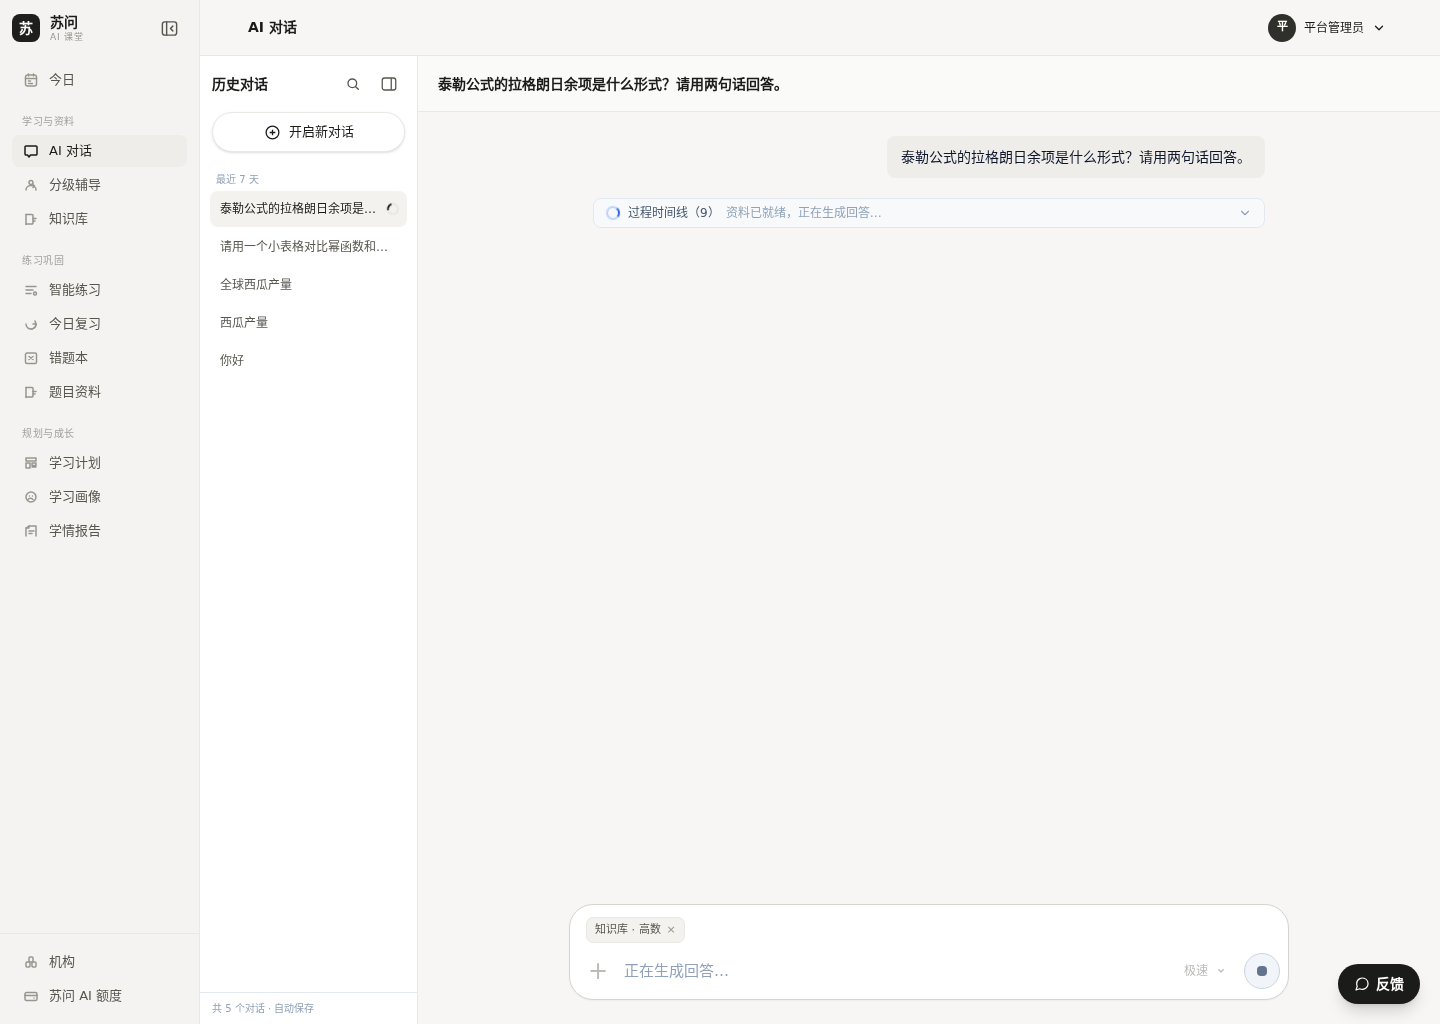 苏
苏问
AI 课堂
今日
学习与资料
AI 对话
分级辅导
知识库
练习巩固
智能练习
今日复习
错题本
题目资料
规划与成长
学习计划
学习画像
学情报告
机构
苏问 AI 额度
AI 对话
平
平台管理员
历史对话
开启新对话
最近 7 天
泰勒公式的拉格朗日余项是…
请用一个小表格对比幂函数和…
全球西瓜产量
西瓜产量
你好
共 5 个对话 · 自动保存
泰勒公式的拉格朗日余项是什么形式？请用两句话回答。
泰勒公式的拉格朗日余项是什么形式？请用两句话回答。
过程时间线（9） 资料已就绪，正在生成回答…
知识库 · 高数 ×
正在生成回答…
极速
反馈